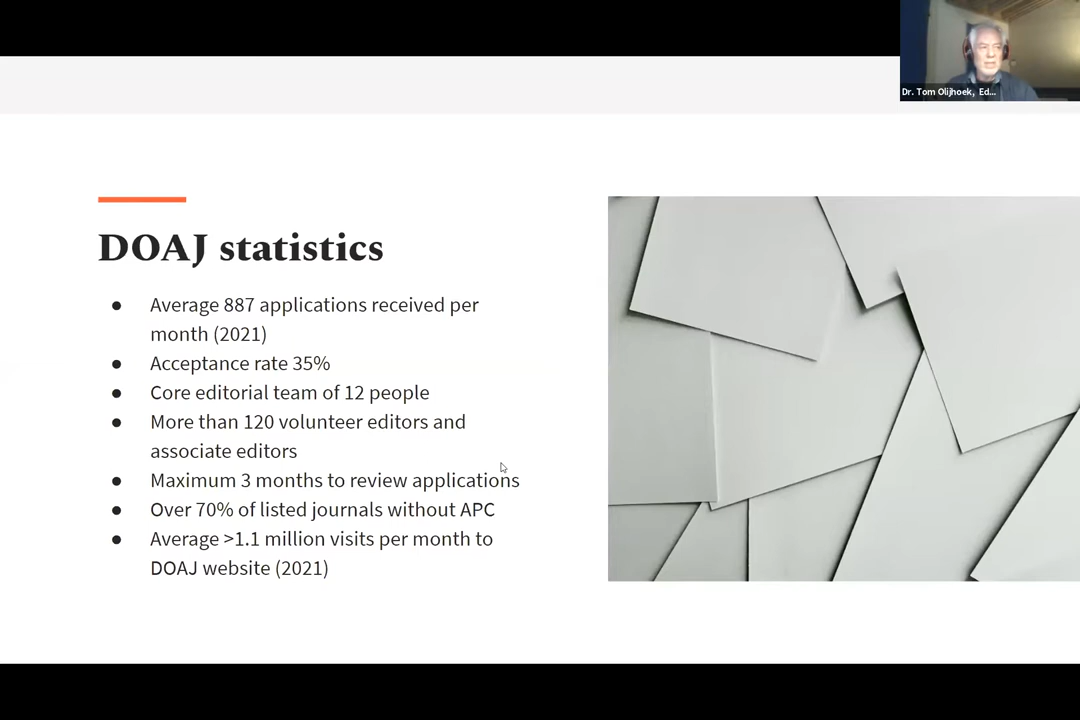 Dr. Tom Olijhoek, Ed...
DOAJ statistics
● Average 887 applications received per
month (2021)
● Acceptance rate 35%
● Core editorial team of 12 people
● More than 120 volunteer editors and
associate editors
● Maximum 3 months to review applications
● Over 70% of listed journals without APC
● Average >1.1 million visits per month to
DOAJ website (2021)